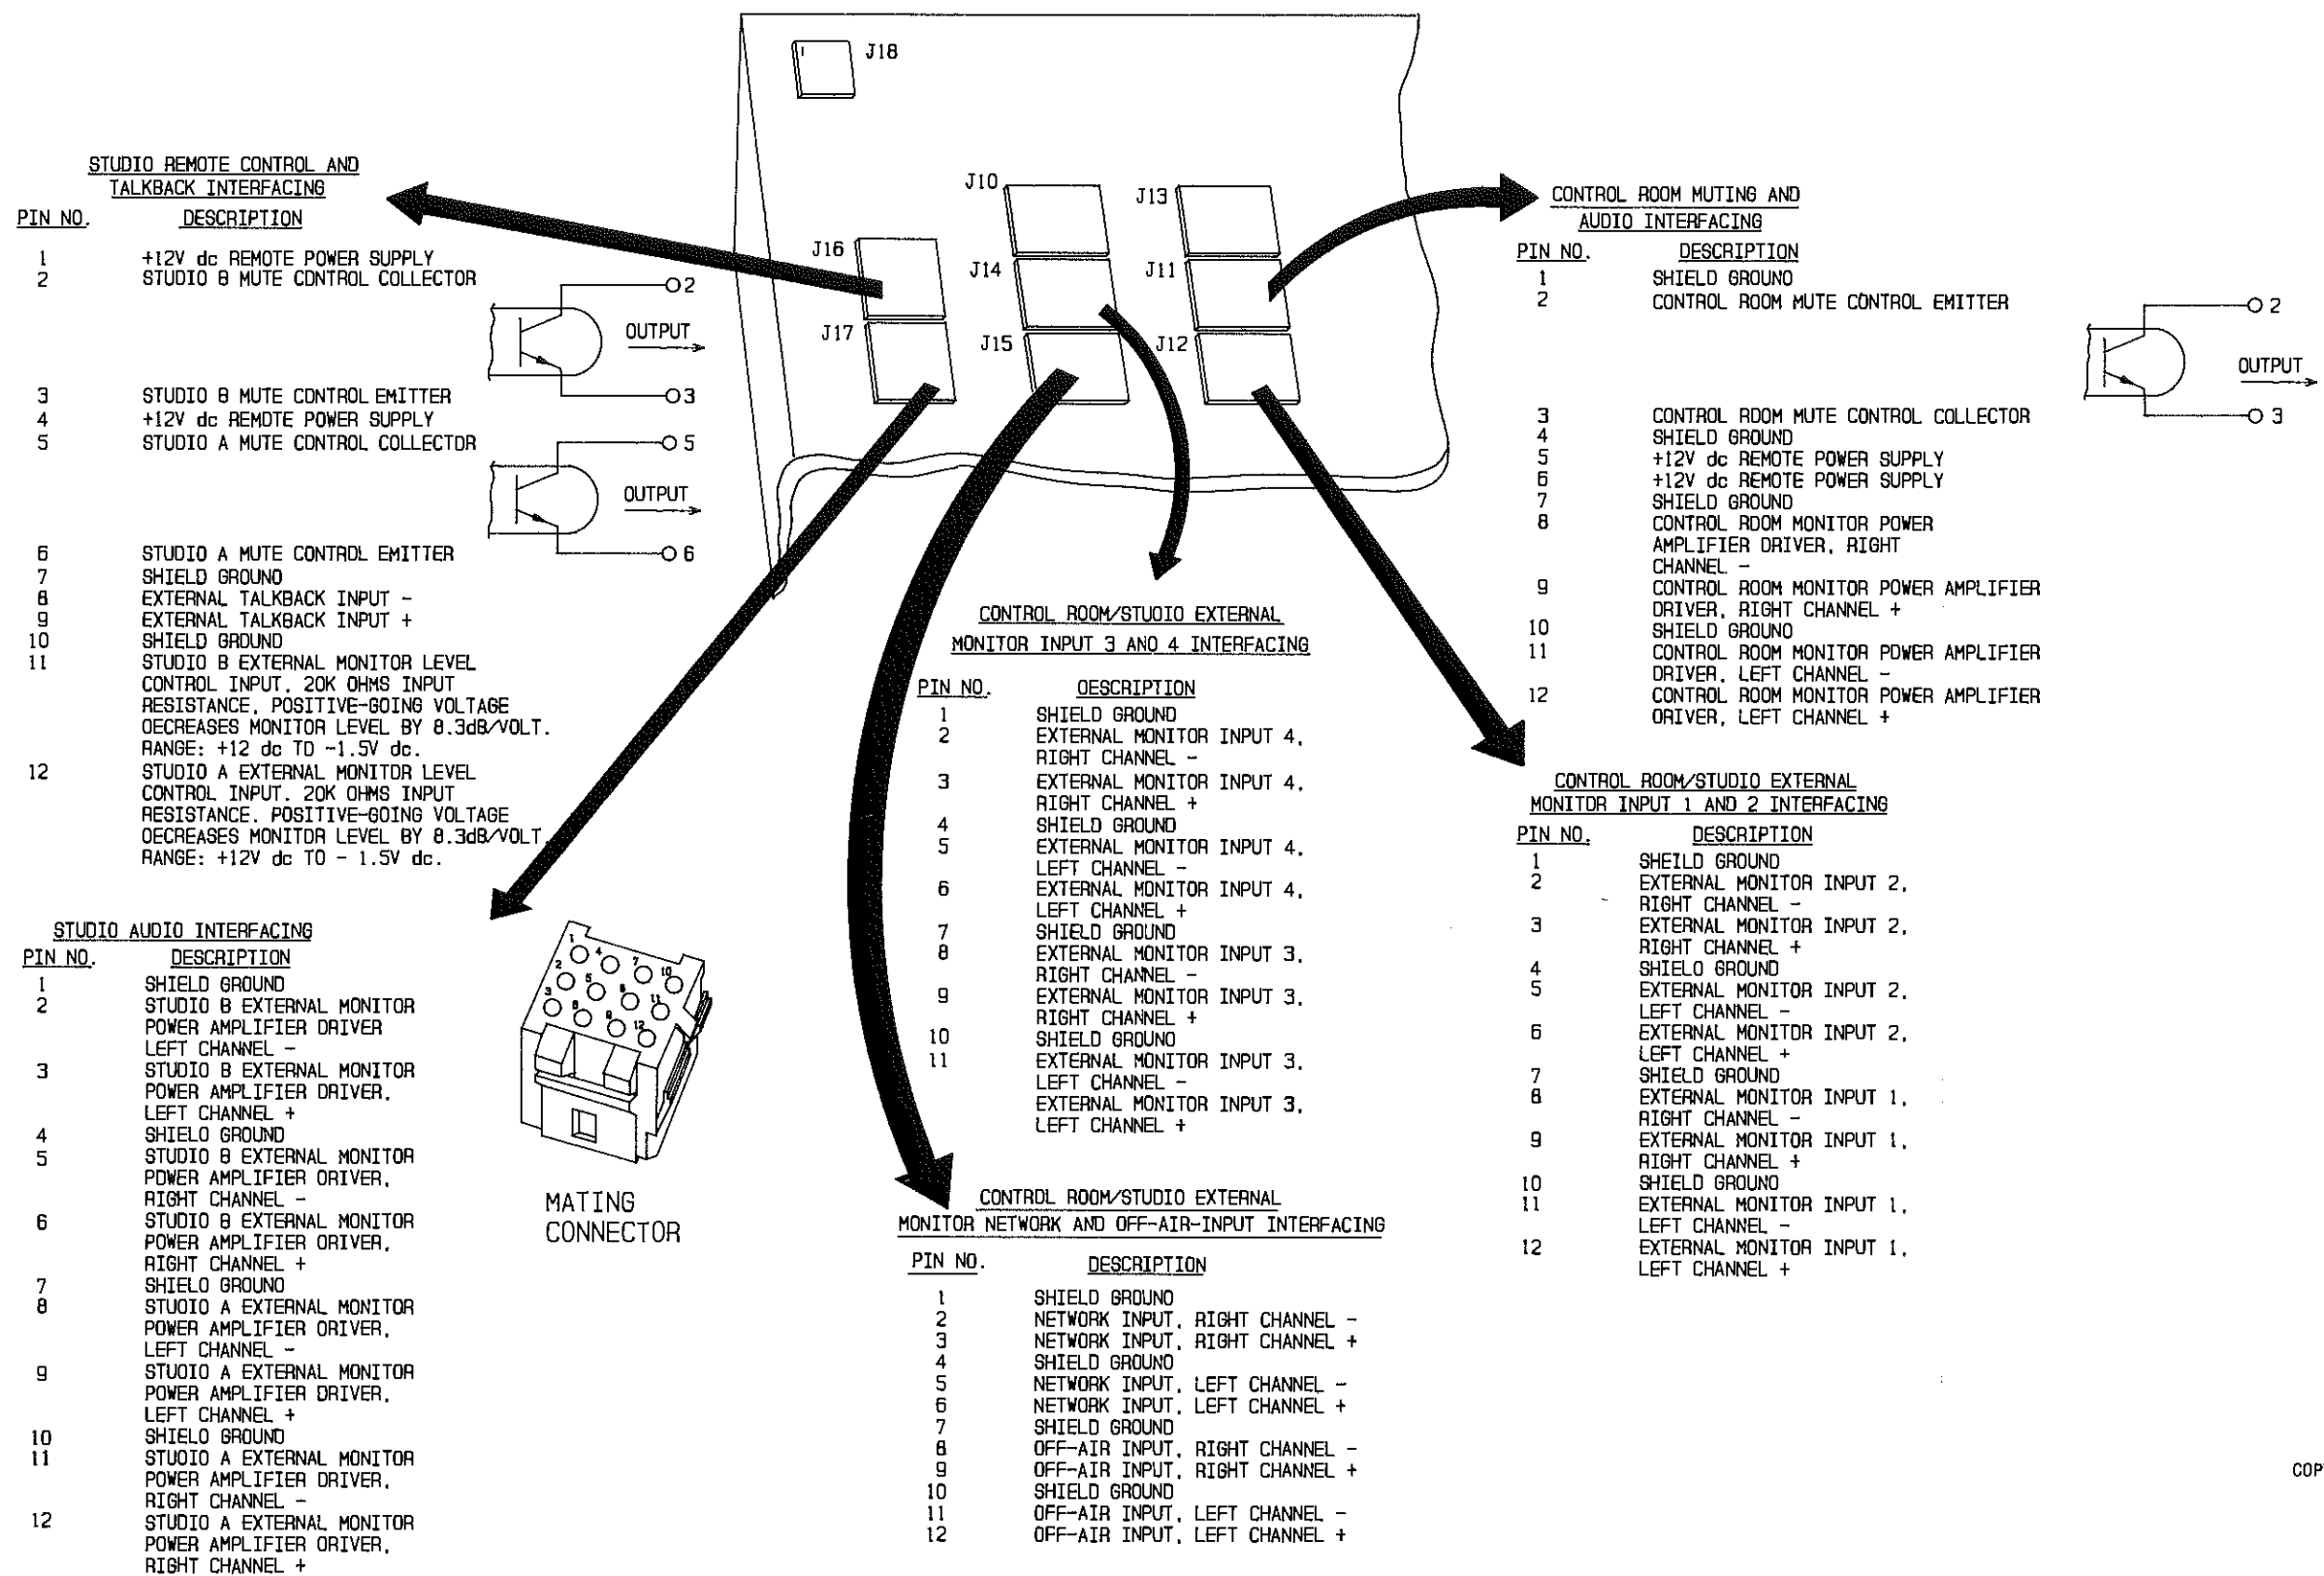 J18
J10
J13
J16
J14
J11
J17
J15
J12
STUDIO REMOTE CONTROL AND
TALKBACK INTERFACING
PIN NO. DESCRIPTION
1 +12V dc REMOTE POWER SUPPLY
2 STUDIO B MUTE CONTROL COLLECTOR
2
OUTPUT
3
3 STUDIO B MUTE CONTROL EMITTER
4 +12V dc REMOTE POWER SUPPLY
5 STUDIO A MUTE CONTROL COLLECTOR
5
OUTPUT
6
6 STUDIO A MUTE CONTROL EMITTER
7 SHIELD GROUND
8 EXTERNAL TALKBACK INPUT -
9 EXTERNAL TALKBACK INPUT +
10 SHIELD GROUND
11 STUDIO B EXTERNAL MONITOR LEVEL
CONTROL INPUT. 20K OHMS INPUT
RESISTANCE. POSITIVE-GOING VOLTAGE
DECREASES MONITOR LEVEL BY 8.3dB/VOLT.
RANGE: +12 dc TO -1.5V dc.
12 STUDIO A EXTERNAL MONITOR LEVEL
CONTROL INPUT. 20K OHMS INPUT
RESISTANCE. POSITIVE-GOING VOLTAGE
DECREASES MONITOR LEVEL BY 8.3dB/VOLT.
RANGE: +12V dc TO - 1.5V dc.
STUDIO AUDIO INTERFACING
PIN NO. DESCRIPTION
1 SHIELD GROUND
2 STUDIO B EXTERNAL MONITOR
POWER AMPLIFIER DRIVER
LEFT CHANNEL -
3 STUDIO B EXTERNAL MONITOR
POWER AMPLIFIER DRIVER,
LEFT CHANNEL +
4 SHIELD GROUND
5 STUDIO B EXTERNAL MONITOR
POWER AMPLIFIER DRIVER,
RIGHT CHANNEL -
6 STUDIO B EXTERNAL MONITOR
POWER AMPLIFIER DRIVER,
RIGHT CHANNEL +
7 SHIELD GROUND
8 STUDIO A EXTERNAL MONITOR
POWER AMPLIFIER DRIVER,
LEFT CHANNEL -
9 STUDIO A EXTERNAL MONITOR
POWER AMPLIFIER DRIVER,
LEFT CHANNEL +
10 SHIELD GROUND
11 STUDIO A EXTERNAL MONITOR
POWER AMPLIFIER DRIVER,
RIGHT CHANNEL -
12 STUDIO A EXTERNAL MONITOR
POWER AMPLIFIER DRIVER,
RIGHT CHANNEL +
1 4 7 10
2 5 8 11
3 6 9 12
MATING
CONNECTOR
CONTROL ROOM/STUDIO EXTERNAL
MONITOR INPUT 3 AND 4 INTERFACING
PIN NO. DESCRIPTION
1 SHIELD GROUND
2 EXTERNAL MONITOR INPUT 4,
RIGHT CHANNEL -
3 EXTERNAL MONITOR INPUT 4,
RIGHT CHANNEL +
4 SHIELD GROUND
5 EXTERNAL MONITOR INPUT 4,
LEFT CHANNEL -
6 EXTERNAL MONITOR INPUT 4,
LEFT CHANNEL +
7 SHIELD GROUND
8 EXTERNAL MONITOR INPUT 3,
RIGHT CHANNEL -
9 EXTERNAL MONITOR INPUT 3,
RIGHT CHANNEL +
10 SHIELD GROUND
11 EXTERNAL MONITOR INPUT 3,
LEFT CHANNEL -
EXTERNAL MONITOR INPUT 3,
LEFT CHANNEL +
CONTROL ROOM/STUDIO EXTERNAL
MONITOR NETWORK AND OFF-AIR-INPUT INTERFACING
PIN NO. DESCRIPTION
1 SHIELD GROUND
2 NETWORK INPUT, RIGHT CHANNEL -
3 NETWORK INPUT, RIGHT CHANNEL +
4 SHIELD GROUND
5 NETWORK INPUT, LEFT CHANNEL -
6 NETWORK INPUT, LEFT CHANNEL +
7 SHIELD GROUND
8 OFF-AIR INPUT, RIGHT CHANNEL -
9 OFF-AIR INPUT, RIGHT CHANNEL +
10 SHIELD GROUND
11 OFF-AIR INPUT, LEFT CHANNEL -
12 OFF-AIR INPUT, LEFT CHANNEL +
CONTROL ROOM MUTING AND
AUDIO INTERFACING
PIN NO. DESCRIPTION
1 SHIELD GROUND
2 CONTROL ROOM MUTE CONTROL EMITTER
2
OUTPUT
3
3 CONTROL ROOM MUTE CONTROL COLLECTOR
4 SHIELD GROUND
5 +12V dc REMOTE POWER SUPPLY
6 +12V dc REMOTE POWER SUPPLY
7 SHIELD GROUND
8 CONTROL ROOM MONITOR POWER
AMPLIFIER DRIVER, RIGHT
CHANNEL -
9 CONTROL ROOM MONITOR POWER AMPLIFIER
DRIVER, RIGHT CHANNEL +
10 SHIELD GROUND
11 CONTROL ROOM MONITOR POWER AMPLIFIER
DRIVER, LEFT CHANNEL -
12 CONTROL ROOM MONITOR POWER AMPLIFIER
DRIVER, LEFT CHANNEL +
CONTROL ROOM/STUDIO EXTERNAL
MONITOR INPUT 1 AND 2 INTERFACING
PIN NO. DESCRIPTION
1 SHEILD GROUND
2 EXTERNAL MONITOR INPUT 2,
RIGHT CHANNEL -
3 EXTERNAL MONITOR INPUT 2,
RIGHT CHANNEL +
4 SHIELD GROUND
5 EXTERNAL MONITOR INPUT 2,
LEFT CHANNEL -
6 EXTERNAL MONITOR INPUT 2,
LEFT CHANNEL +
7 SHIELD GROUND
8 EXTERNAL MONITOR INPUT 1,
RIGHT CHANNEL -
9 EXTERNAL MONITOR INPUT 1,
RIGHT CHANNEL +
10 SHIELD GROUND
11 EXTERNAL MONITOR INPUT 1,
LEFT CHANNEL -
12 EXTERNAL MONITOR INPUT 1,
LEFT CHANNEL +
COP